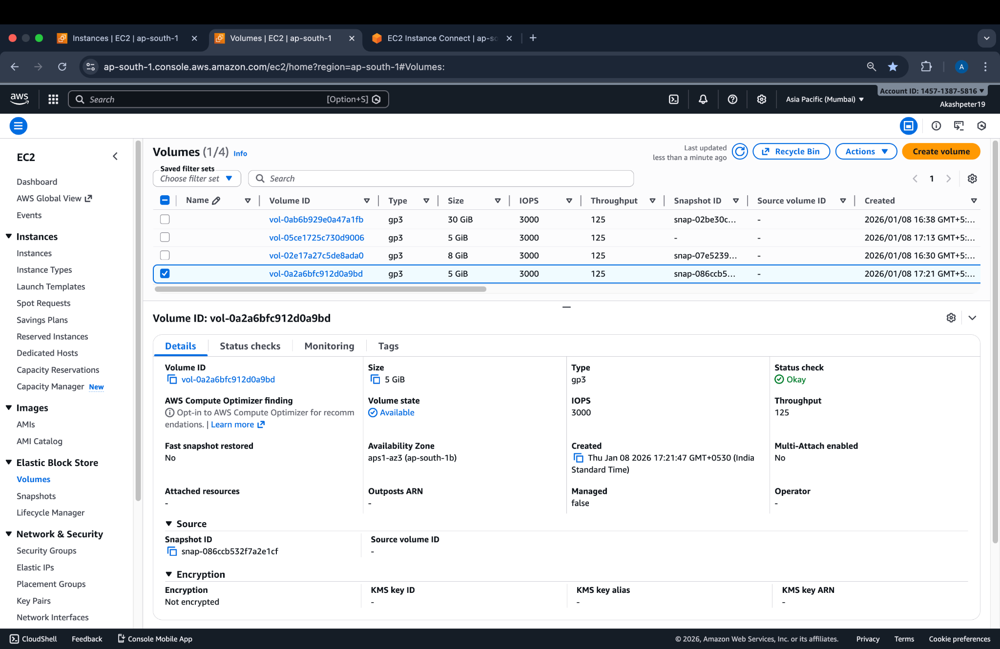 Instances | EC2 | ap-south-1
Volumes | EC2 | ap-south-1
EC2 Instance Connect | ap-so
ap-south-1.console.aws.amazon.com/ec2/home?region=ap-south-1#Volumes:
A
aws
Search
[Option+S]
Asia Pacific (Mumbai)
Account ID: 1457-1387-5816
Akashpeter19
EC2
Dashboard
AWS Global View
Events
Instances
Instances
Instance Types
Launch Templates
Spot Requests
Savings Plans
Reserved Instances
Dedicated Hosts
Capacity Reservations
Capacity Manager New
Images
AMIs
AMI Catalog
Elastic Block Store
Volumes
Snapshots
Lifecycle Manager
Network & Security
Security Groups
Elastic IPs
Placement Groups
Key Pairs
Network Interfaces
Volumes (1/4) Info
Last updated
less than a minute ago
Recycle Bin
Actions
Create volume
Saved filter sets
Choose filter set
Search
1
Name Volume ID Type Size IOPS Throughput Snapshot ID Source volume ID Created
vol-0ab6b929e0a47a1fb gp3 30 GiB 3000 125 snap-02be30c... - 2026/01/08 16:38 GMT+5:...
vol-05ce1725c730d9006 gp3 5 GiB 3000 125 - - 2026/01/08 17:13 GMT+5:...
vol-02e17a27c5de8ada0 gp3 8 GiB 3000 125 snap-07e5239... - 2026/01/08 16:30 GMT+5:...
vol-0a2a6bfc912d0a9bd gp3 5 GiB 3000 125 snap-086ccb5... - 2026/01/08 17:21 GMT+5:...
Volume ID: vol-0a2a6bfc912d0a9bd
Details Status checks Monitoring Tags
Volume ID
vol-0a2a6bfc912d0a9bd
Size
5 GiB
Type
gp3
Status check
Okay
AWS Compute Optimizer finding
Opt-in to AWS Compute Optimizer for recomm
endations. | Learn more
Volume state
Available
IOPS
3000
Throughput
125
Fast snapshot restored
No
Availability Zone
aps1-az3 (ap-south-1b)
Created
Thu Jan 08 2026 17:21:47 GMT+0530 (India
Standard Time)
Multi-Attach enabled
No
Attached resources
-
Outposts ARN
-
Managed
false
Operator
-
Source
Snapshot ID
snap-086ccb532f7a2e1cf
Source volume ID
-
Encryption
Encryption
Not encrypted
KMS key ID
-
KMS key alias
-
KMS key ARN
-
CloudShell Feedback Console Mobile App
© 2026, Amazon Web Services, Inc. or its affiliates. Privacy Terms Cookie preferences